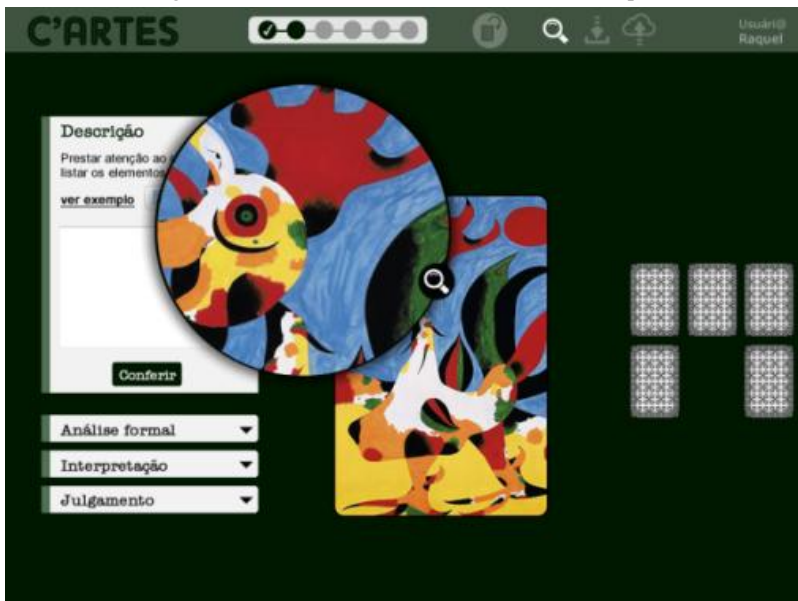 C'ARTES
Usuári@
Raquel
Descrição
Prestar atenção ao
listar os elementos
ver exemplo
Conferir
Análise formal
Interpretação
Julgamento